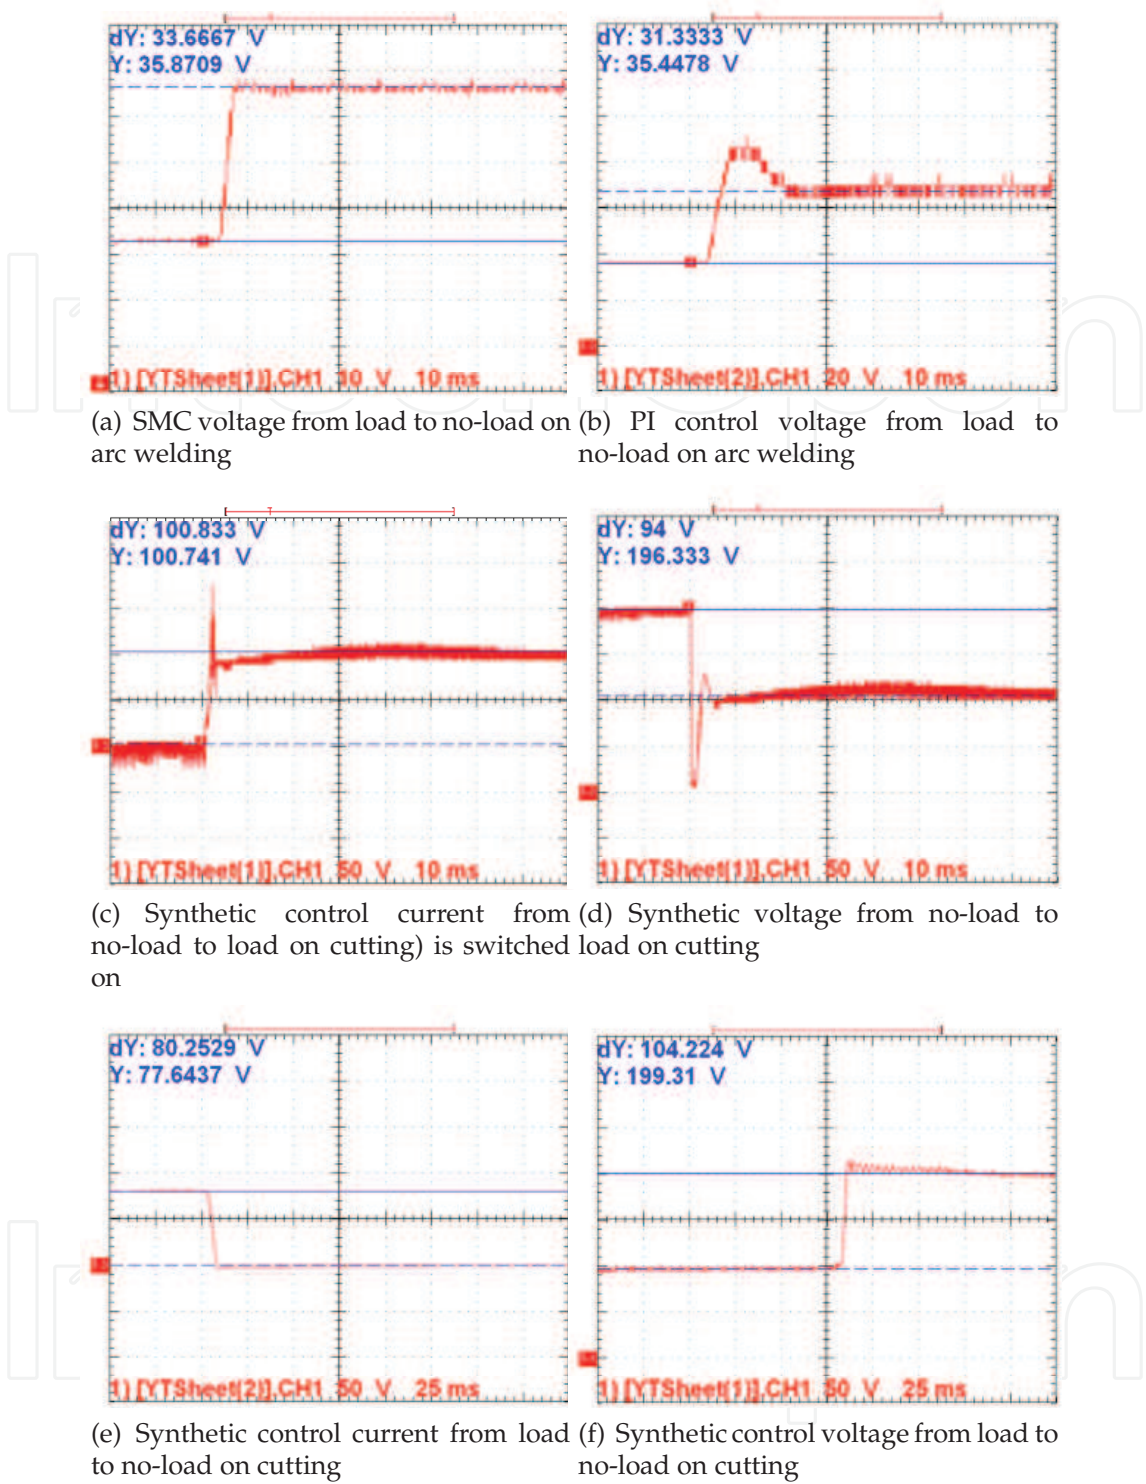 dY: 33.6667 V
Y: 35.8709 V
1) [YTSheet(1)].CH1 10 V 10 ms
dY: 31.3333 V
Y: 35.4478 V
1) [YTSheet(2)].CH1 20 V 10 ms
(a) SMC voltage from load to no-load on
arc welding
(b) PI control voltage from load to
no-load on arc welding
dY: 100.833 V
Y: 100.741 V
1) [YTSheet(1)].CH1 50 V 10 ms
dY: 94 V
Y: 196.333 V
1) [YTSheet(1)].CH1 50 V 10 ms
(c) Synthetic control current from
no-load to load on cutting) is switched
on
(d) Synthetic voltage from no-load to
load on cutting
dY: 80.2529 V
Y: 77.6437 V
1) [YTSheet(2)].CH1 50 V 25 ms
dY: 104.224 V
Y: 199.31 V
1) [YTSheet(1)].CH1 50 V 25 ms
(e) Synthetic control current from load
to no-load on cutting
(f) Synthetic control voltage from load to
no-load on cutting